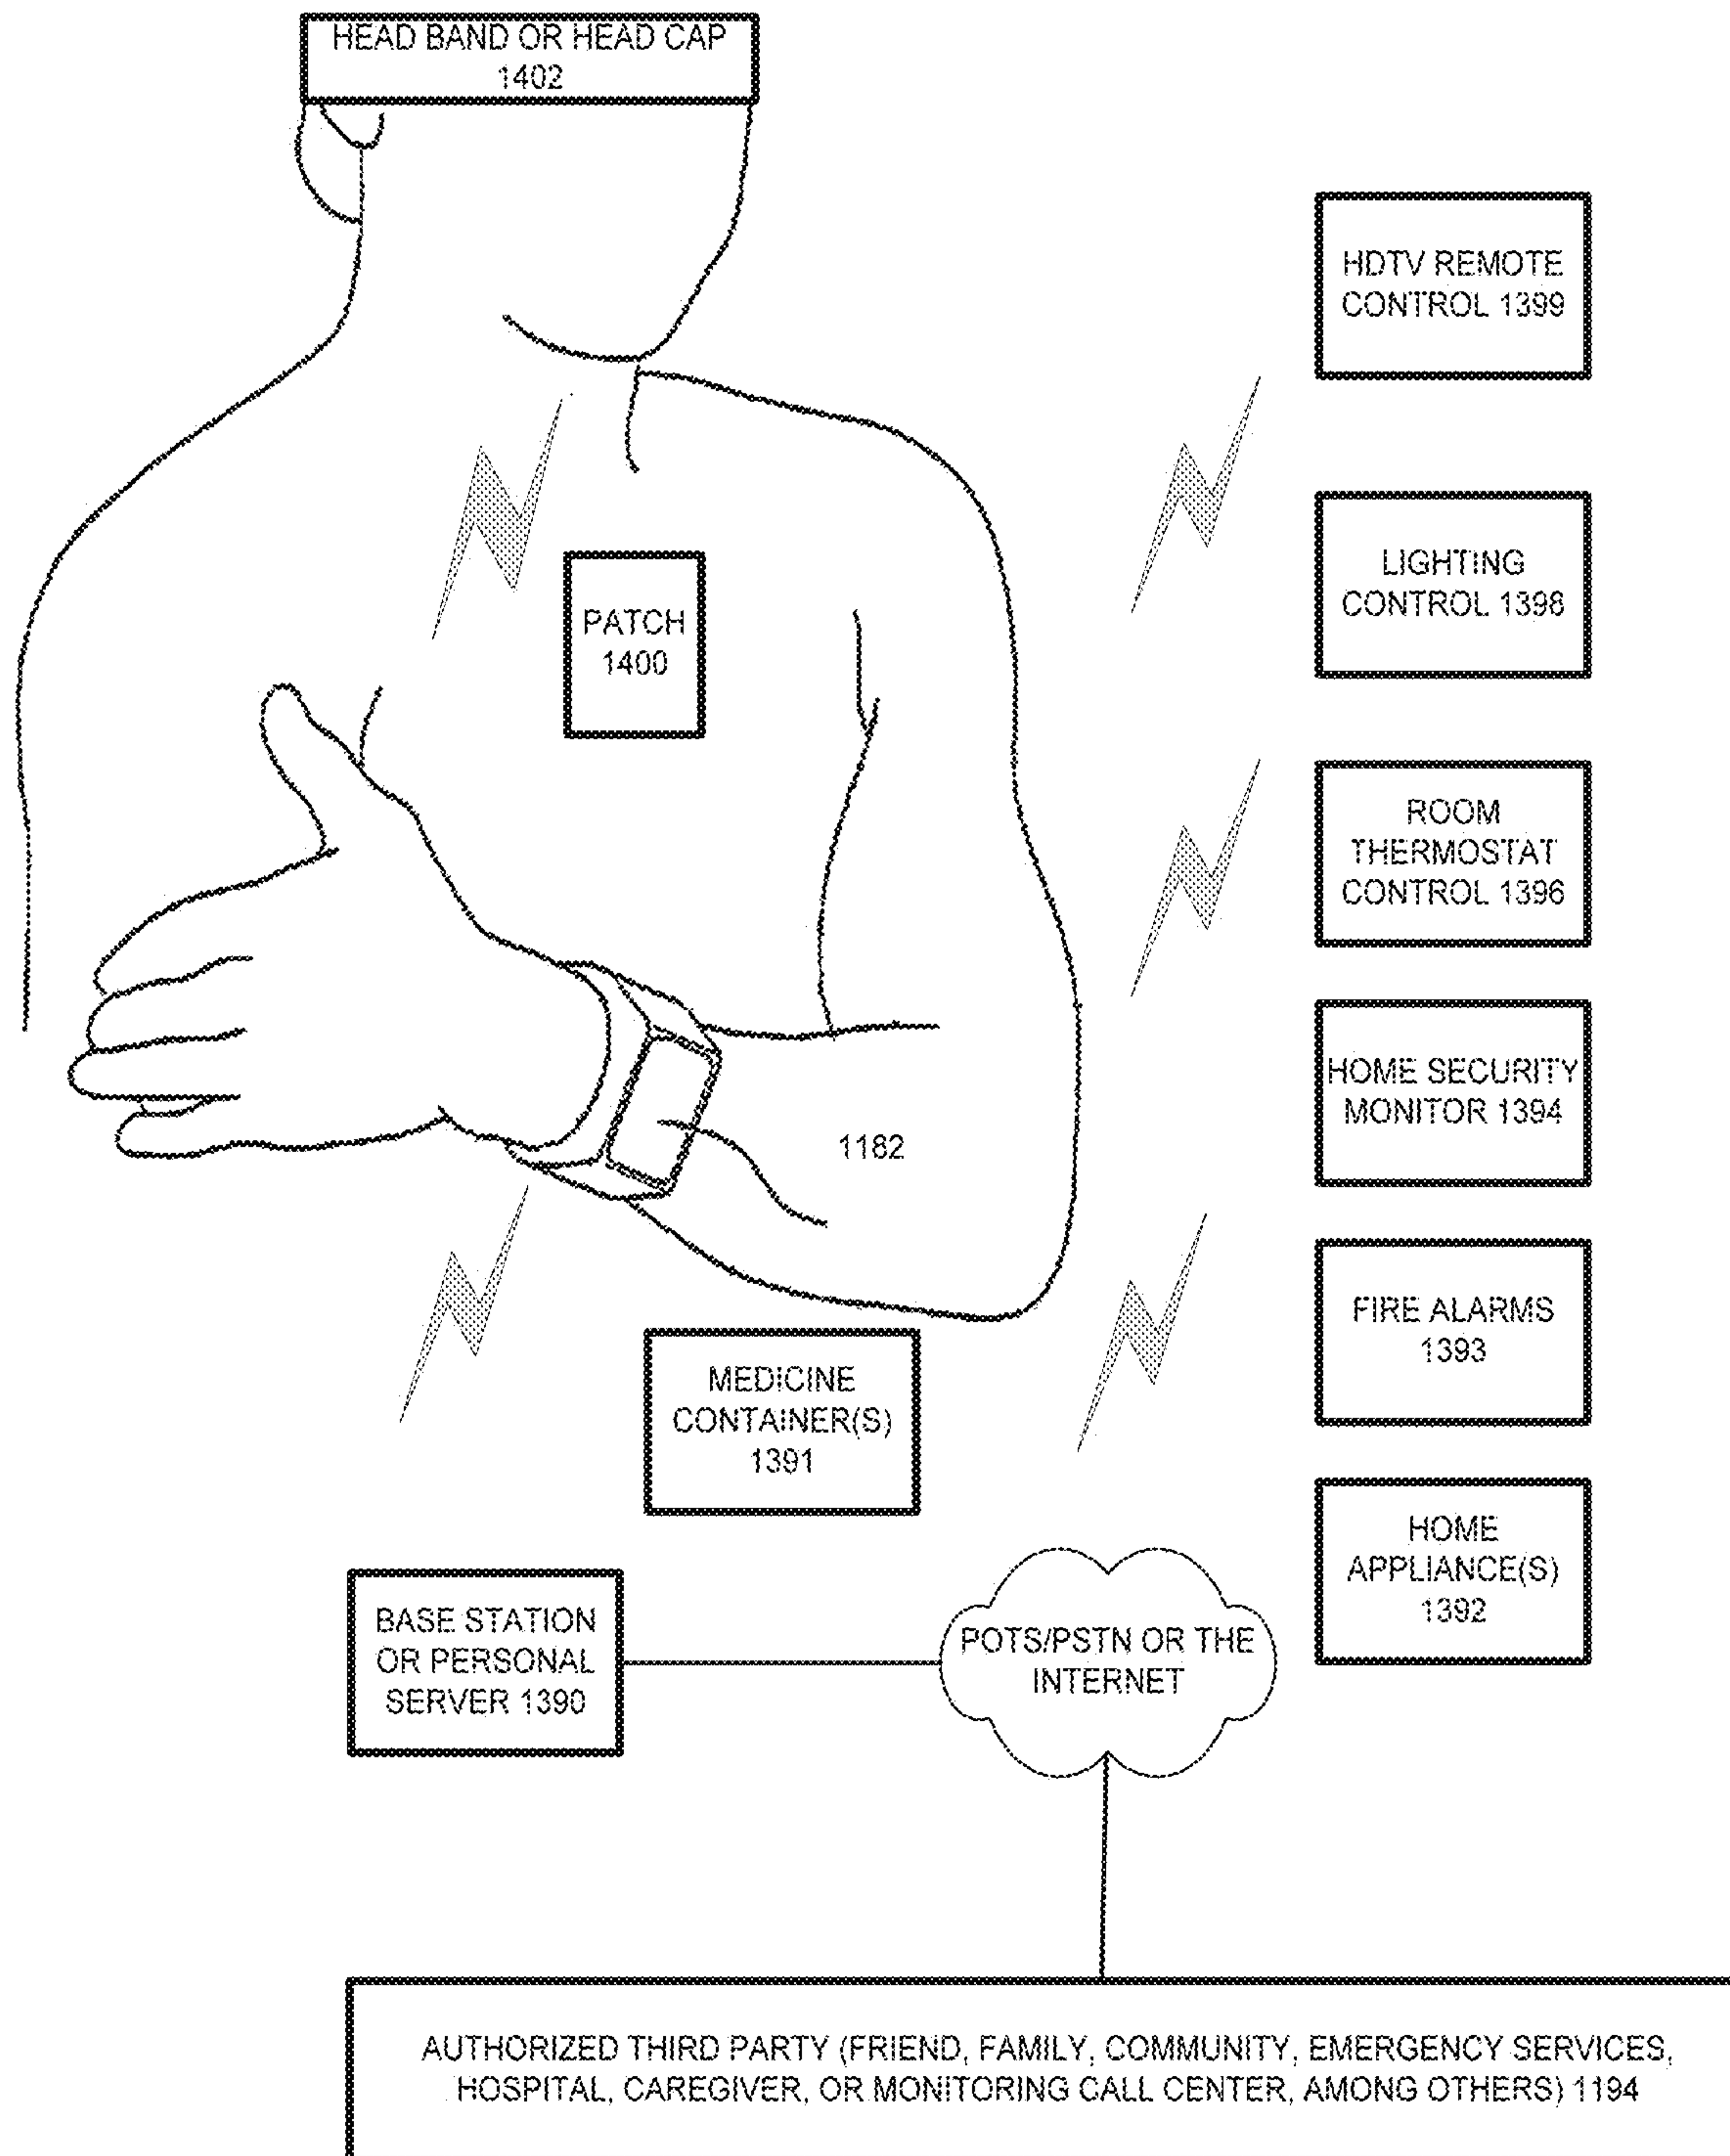 HEAD BAND OR HEAD CAP
1402
HDTV REMOTE
CONTROL 1399
LIGHTING
CONTROL 1398
PATCH
1400
ROOM
THERMOSTAT
CONTROL 1396
HOME SECURITY
MONITOR 1394
1182
FIRE ALARMS
1393
MEDICINE
CONTAINER(S)
1391
HOME
APPLIANCE(S)
1392
BASE STATION
OR PERSONAL
SERVER 1390
POTS/PSTN OR THE
INTERNET
AUTHORIZED THIRD PARTY (FRIEND, FAMILY, COMMUNITY, EMERGENCY SERVICES,
HOSPITAL, CAREGIVER, OR MONITORING CALL CENTER, AMONG OTHERS) 1194